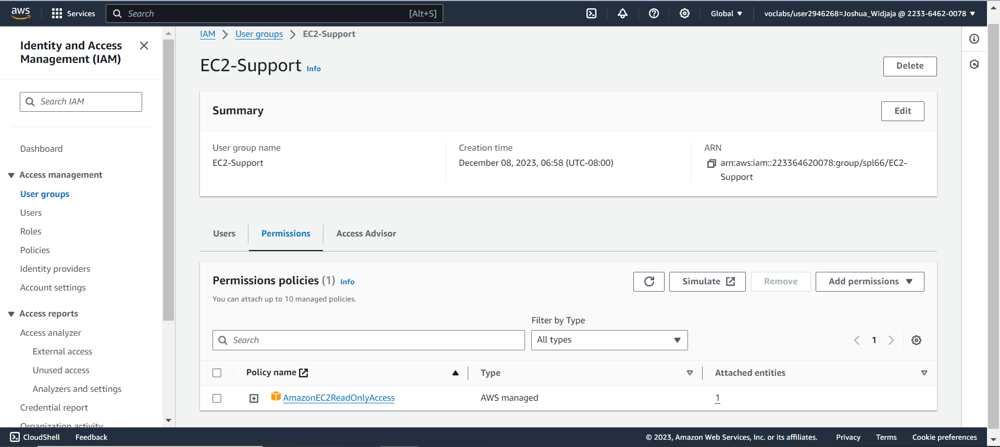 aws
Services
Search
[Alt+S]
Global
voclabs/user2946268=Joshua_Widjaja @ 2233-6462-0078
Identity and Access
Management (IAM)
Search IAM
Dashboard
Access management
User groups
Users
Roles
Policies
Identity providers
Account settings
Access reports
Access analyzer
External access
Unused access
Analyzers and settings
Credential report
Organization activity
IAM > User groups > EC2-Support
EC2-Support Info
Delete
Summary
Edit
User group name
EC2-Support
Creation time
December 08, 2023, 06:58 (UTC-08:00)
ARN
arn:aws:iam::223364620078:group/spl66/EC2-
Support
Users
Permissions
Access Advisor
Permissions policies (1) Info
You can attach up to 10 managed policies.
Simulate
Remove
Add permissions
Filter by Type
Search
All types
1
Policy name
Type
Attached entities
AmazonEC2ReadOnlyAccess
AWS managed
1
CloudShell
Feedback
© 2023, Amazon Web Services, Inc. or its affiliates.
Privacy
Terms
Cookie preferences